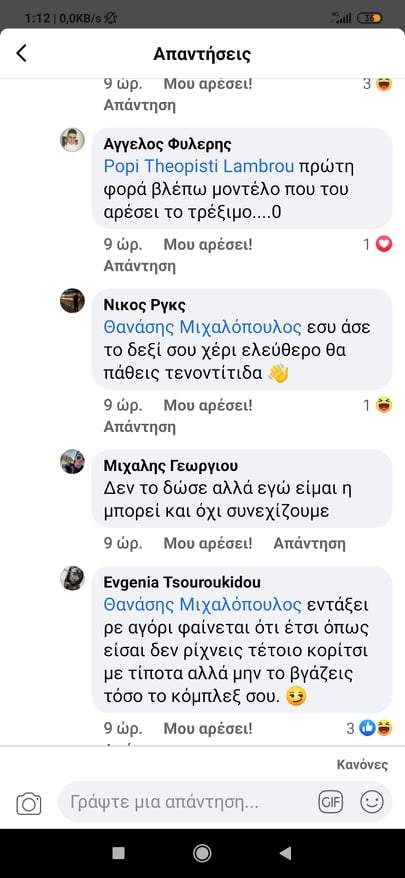 1:12 | 0,0KB/s
35
Απαντήσεις
9 ώρ. Μου αρέσει! 3
Απάντηση
Αγγελος Φυλερης
Popi Theopisti Lambrou πρώτη
φορά βλέπω μοντέλο που του
αρέσει το τρέξιμο....0
9 ώρ. Μου αρέσει! 1
Απάντηση
Νικος Ργκς
Θανάσης Μιχαλόπουλος εσυ άσε
το δεξί σου χέρι ελεύθερο θα
πάθεις τενοντίτιδα 👋
9 ώρ. Μου αρέσει! 1
Απάντηση
Μιχαλης Γεωργιου
Δεν το δώσε αλλά εγώ είμαι η
μπορεί και όχι συνεχίζουμε
9 ώρ. Μου αρέσει! Απάντηση
Evgenia Tsouroukidou
Θανάσης Μιχαλόπουλος εντάξει
ρε αγόρι φαίνεται ότι έτσι όπως
είσαι δεν ρίχνεις τέτοιο κορίτσι
με τίποτα αλλά μην το βγάζεις
τόσο το κόμπλεξ σου. 😏
9 ώρ. Μου αρέσει! 3
Κανόνες
Γράψτε μια απάντηση...
GIF